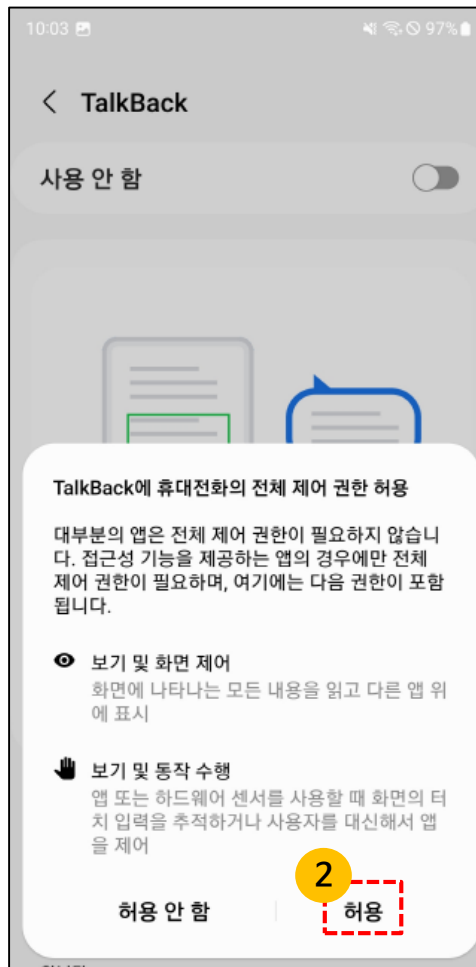 10:03
97%
TalkBack
사용 안 함
TalkBack에 휴대전화의 전체 제어 권한 허용
대부분의 앱은 전체 제어 권한이 필요하지 않습니
다. 접근성 기능을 제공하는 앱의 경우에만 전체
제어 권한이 필요하며, 여기에는 다음 권한이 포함
됩니다.
보기 및 화면 제어
화면에 나타나는 모든 내용을 읽고 다른 앱 위
에 표시
보기 및 동작 수행
앱 또는 하드웨어 센서를 사용할 때 화면의 터
치 입력을 추적하거나 사용자를 대신해서 앱
을 제어
2
허용 안 함
허용